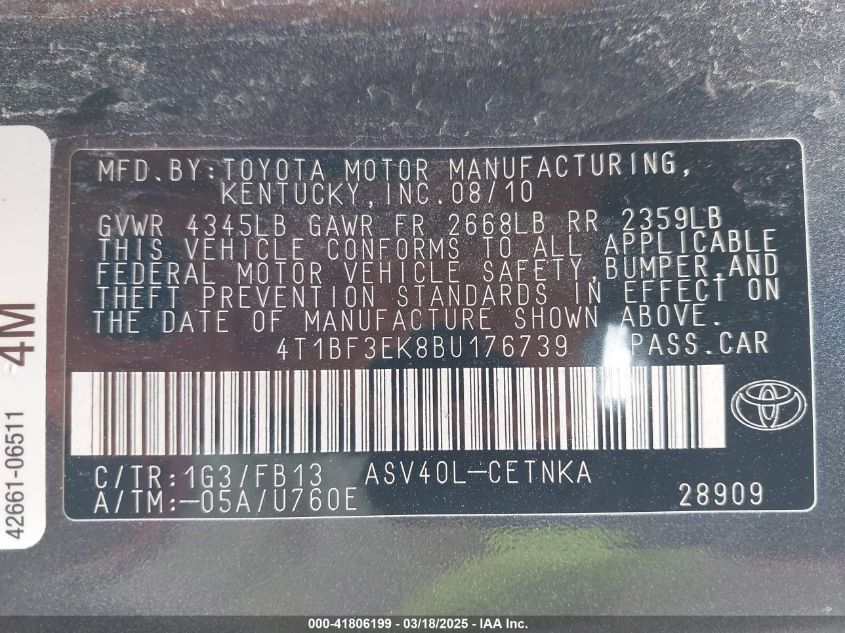 MFD.BY:TOYOTA MOTOR MANUFACTURING,
KENTUCKY,INC.08/10
GVWR 4345LB GAWR FR 2668LB RR 2359LB
THIS VEHICLE CONFORMS TO ALL APPLICABLE
FEDERAL MOTOR VEHICLE SAFETY,BUMPER,AND
THEFT PREVENTION STANDARDS IN EFFECT ON
THE DATE OF MANUFACTURE SHOWN ABOVE.
4T1BF3EK8BU176739 PASS.CAR
C/TR:1G3/FB13 ASV40L-CETNKA
A/TM:-05A/U760E 28909
4M
42661-06511
000-41806199 - 03/18/2025 - IAA Inc.